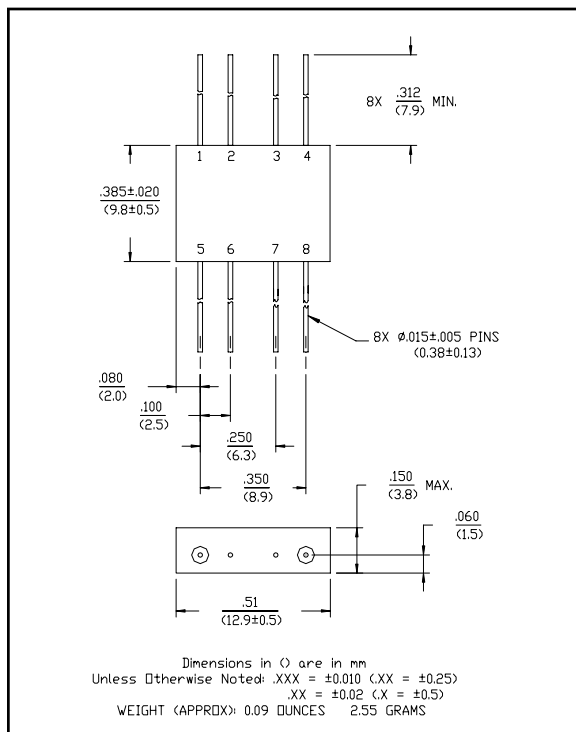 8X .312 MIN.
(7.9)
1 2 3 4
.385±.020
(9.8±0.5)
5 6 7 8
8X ø.015±.005 PINS
(0.38±0.13)
.080
(2.0)
.100
(2.5)
.250
(6.3)
.350
(8.9)
.150 MAX.
(3.8)
.060
(1.5)
.51
(12.9±0.5)
Dimensions in () are in mm
Unless Otherwise Noted: .XXX = ±0.010 (.XX = ±0.25)
.XX = ±0.02 (.X = ±0.5)
WEIGHT (APPROX): 0.09 OUNCES 2.55 GRAMS